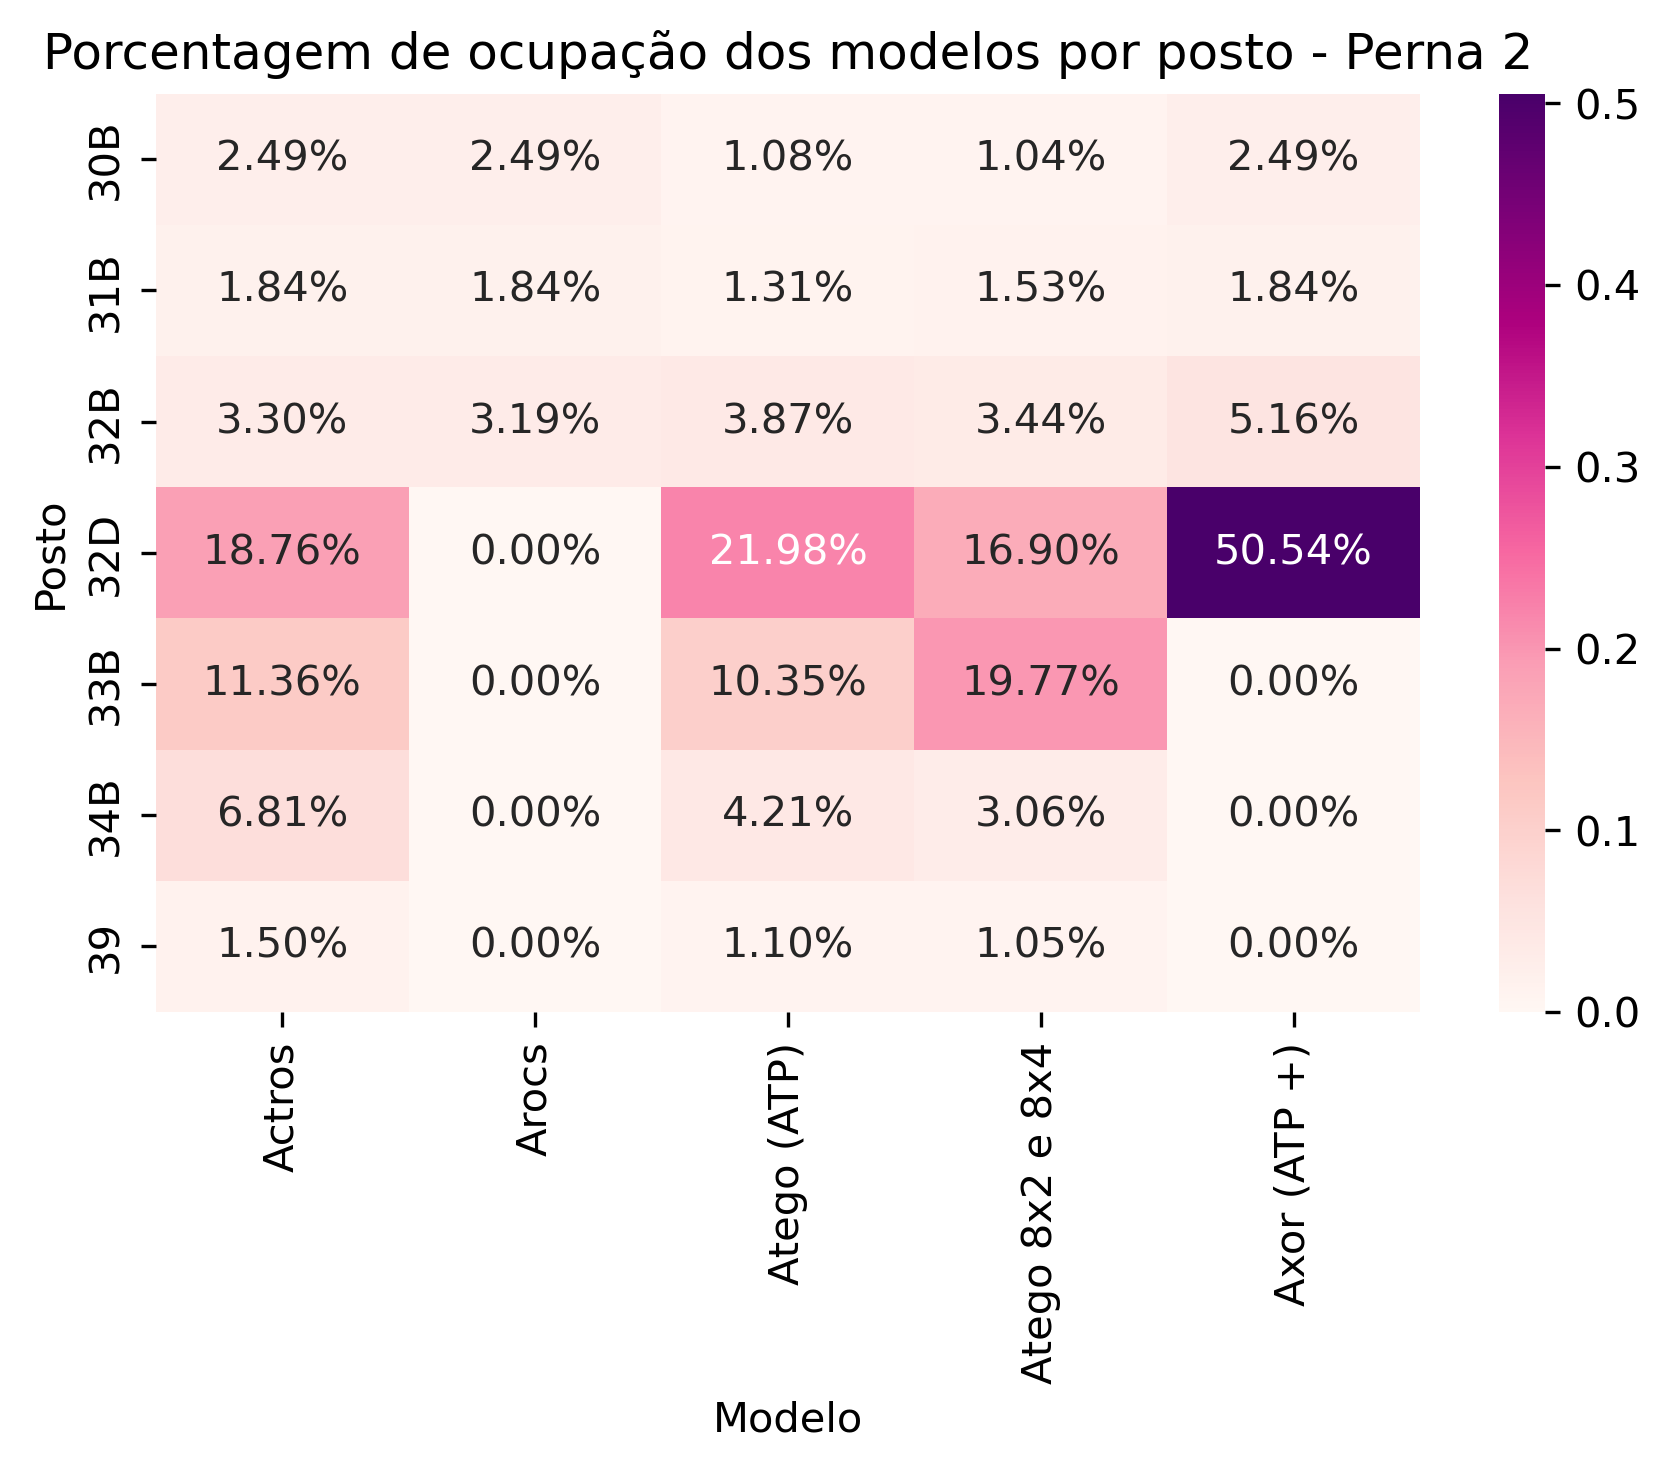 Porcentagem de ocupação dos modelos por posto - Perna 2
Posto
30B 2.49% 2.49% 1.08% 1.04% 2.49%
31B 1.84% 1.84% 1.31% 1.53% 1.84%
32B 3.30% 3.19% 3.87% 3.44% 5.16%
32D 18.76% 0.00% 21.98% 16.90% 50.54%
33B 11.36% 0.00% 10.35% 19.77% 0.00%
34B 6.81% 0.00% 4.21% 3.06% 0.00%
39 1.50% 0.00% 1.10% 1.05% 0.00%
Actros
Arocs
Atego (ATP)
Atego 8x2 e 8x4
Axor (ATP +)
Modelo
0.5
0.4
0.3
0.2
0.1
0.0